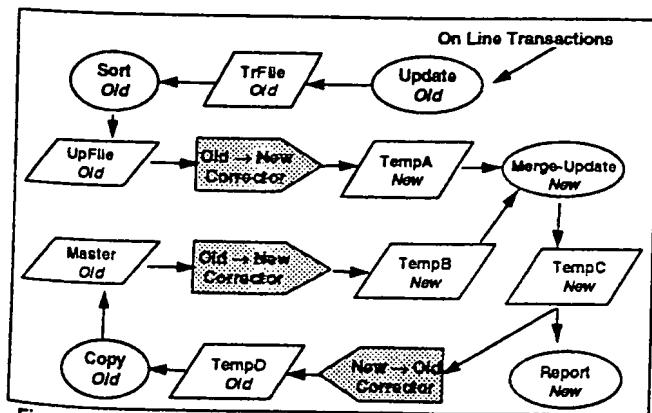 On Line Transactions
Sort
Old
TrFile
Old
Update
Old
UpFile
Old
Old → New
Corrector
TempA
New
Merge-Update
New
Master
Old
Old → New
Corrector
TempB
New
TempC
New
Copy
Old
TempD
Old
New → Old
Corrector
Report
New